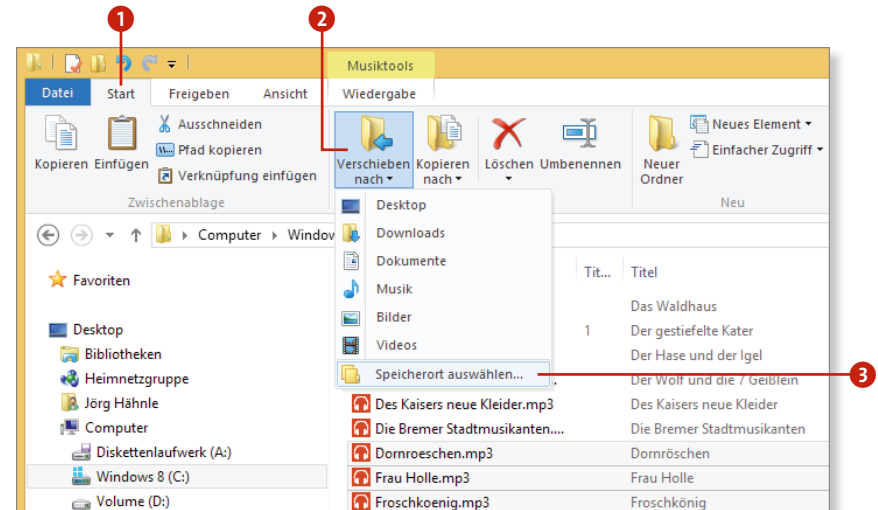 1 2
Musiktools
Datei Start Freigeben Ansicht Wiedergabe
Kopieren Einfügen
Ausschneiden
Pfad kopieren
Verknüpfung einfügen
Zwischenablage
Verschieben nach
Kopieren nach
Löschen Umbenennen
Neuer Ordner
Neues Element
Einfacher Zugriff
Neu
Computer Window
Desktop
Downloads
Dokumente
Musik
Bilder
Videos
Speicherort auswählen...
3
Favoriten
Desktop
Bibliotheken
Heimnetzgruppe
Jörg Hähnle
Computer
Diskettenlaufwerk (A:)
Windows 8 (C:)
Volume (D:)
Tit... Titel
Das Waldhaus
1 Der gestiefelte Kater
Der Hase und der Igel
Der Wolf und die 7 Geißlein
Des Kaisers neue Kleider.mp3 Des Kaisers neue Kleider
Die Bremer Stadtmusikanten.... Die Bremer Stadtmusikanten
Dornroeschen.mp3 Dornröschen
Frau Holle.mp3 Frau Holle
Froschkoenig.mp3 Froschkönig